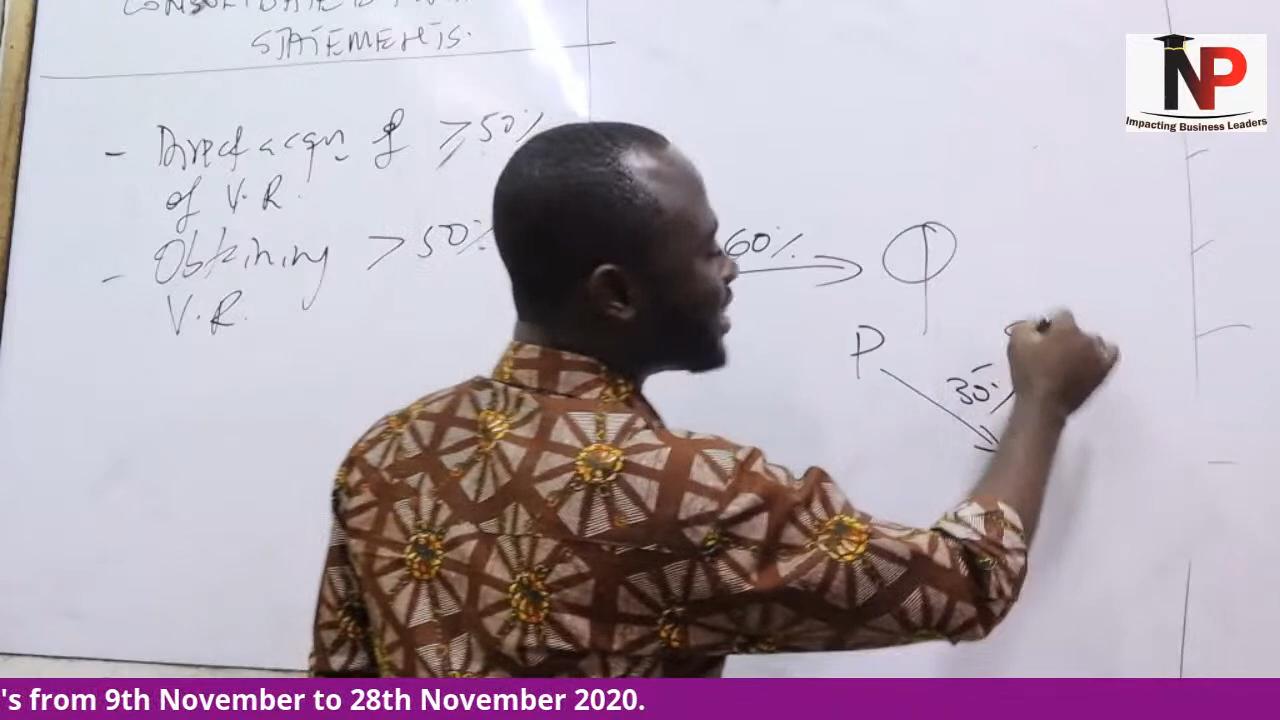 STATEMENTS.
- Direct acqn of ≥50%
of V.R.
- Obtaining >50%
V.R.
60%
P
30%
NP
Impacting Business Leaders
's from 9th November to 28th November 2020.